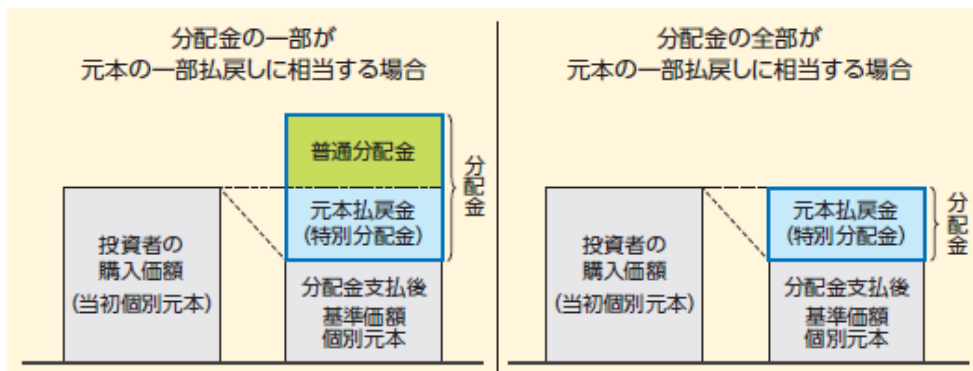 分配金の一部が
元本の一部払戻しに相当する場合
普通分配金
元本払戻金
(特別分配金)
分配金
投資者の
購入価額
(当初個別元本)
分配金支払後
基準価額
個別元本
分配金の全部が
元本の一部払戻しに相当する場合
元本払戻金
(特別分配金)
分配金
投資者の
購入価額
(当初個別元本)
分配金支払後
基準価額
個別元本